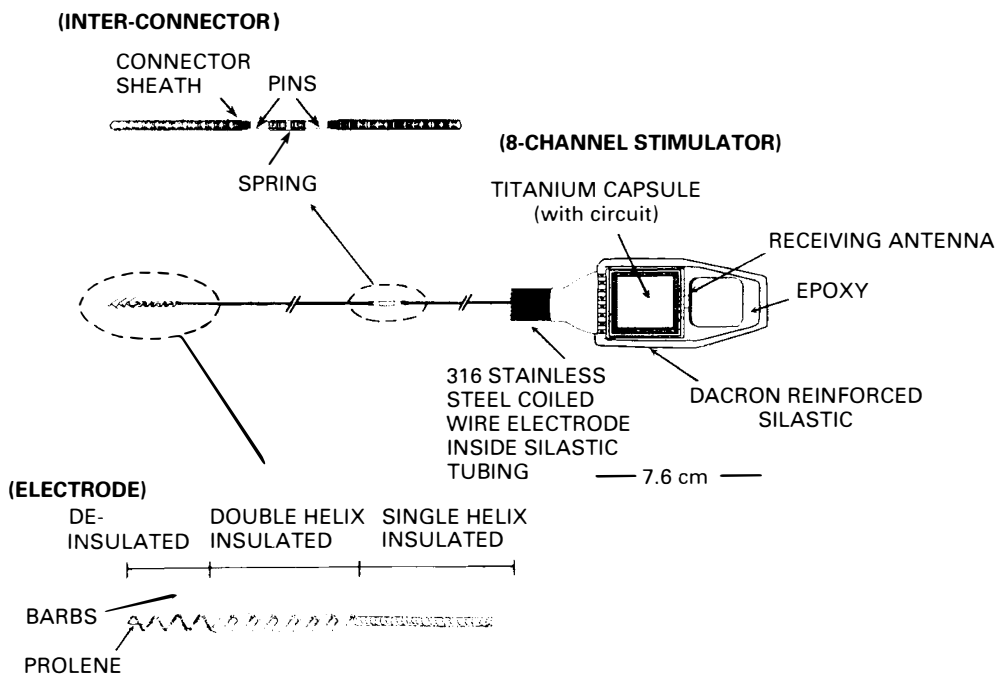 (INTER-CONNECTOR)
CONNECTOR
SHEATH
PINS
SPRING
(8-CHANNEL STIMULATOR)
TITANIUM CAPSULE
(with circuit)
RECEIVING ANTENNA
EPOXY
316 STAINLESS
STEEL COILED
WIRE ELECTRODE
INSIDE SILASTIC
TUBING
DACRON REINFORCED
SILASTIC
7.6 cm
(ELECTRODE)
DE-
INSULATED
DOUBLE HELIX
INSULATED
SINGLE HELIX
INSULATED
BARBS
PROLENE